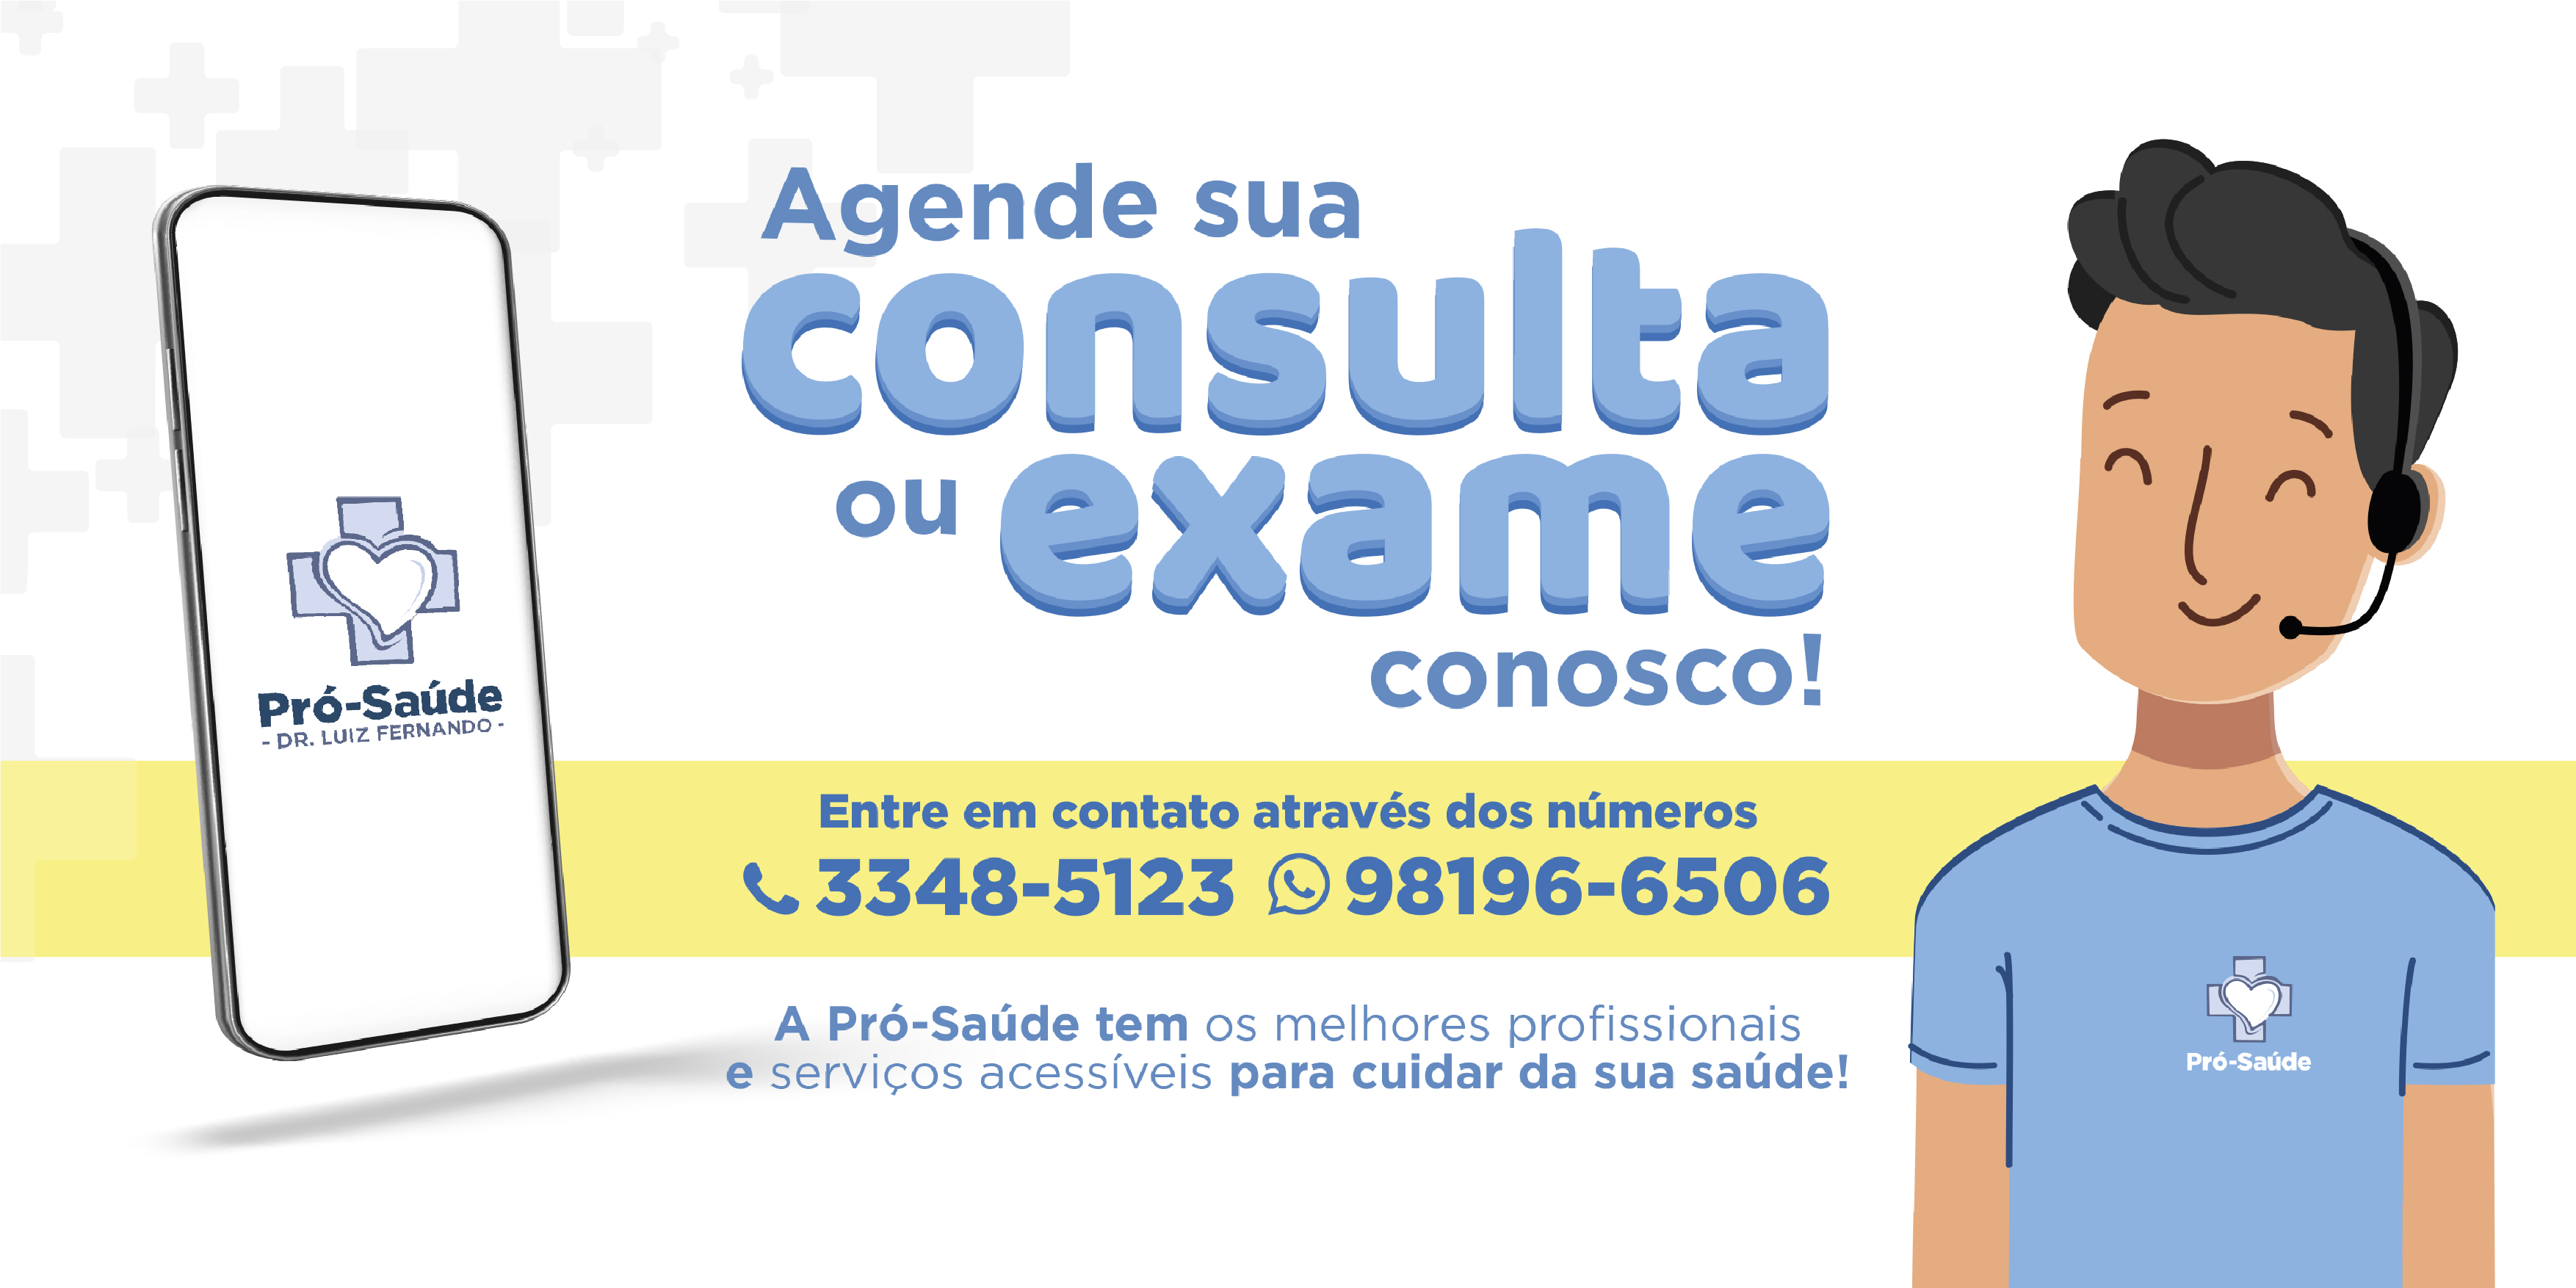 Agende sua
consulta
ou exame
conosco!
Pró-Saúde
- DR. LUIZ FERNANDO -
Entre em contato através dos números
3348-5123 98196-6506
A Pró-Saúde tem os melhores profissionais
e serviços acessíveis para cuidar da sua saúde!
Pró-Saúde